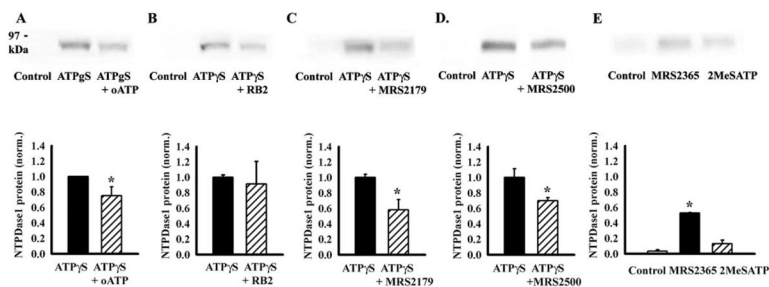 A B C D. E
97 -
kDa
Control ATPgS ATPgS
+ oATP
Control ATPγS ATPγS
+ RB2
Control ATPγS ATPγS
+ MRS2179
Control ATPγS ATPγS
+ MRS2500
Control MRS2365 2MeSATP
NTPDase1 protein (norm.)
1.4
1.2
1.0
0.8
0.6
0.4
0.2
0.0
*
ATPγS ATPγS
+ oATP
NTPDase1 protein (norm.)
1.4
1.2
1.0
0.8
0.6
0.4
0.2
0.0
ATPγS ATPγS
+ RB2
NTPDase1 protein (norm.)
1.4
1.2
1.0
0.8
0.6
0.4
0.2
0.0
*
ATPγS ATPγS
+ MRS2179
NTPDase1 protein (norm.)
1.4
1.2
1.0
0.8
0.6
0.4
0.2
0.0
*
ATPγS ATPγS
+MRS2500
NTPDase1 protein (norm.)
1.4
1.2
1.0
0.8
0.6
0.4
0.2
0.0
*
Control MRS2365 2MeSATP